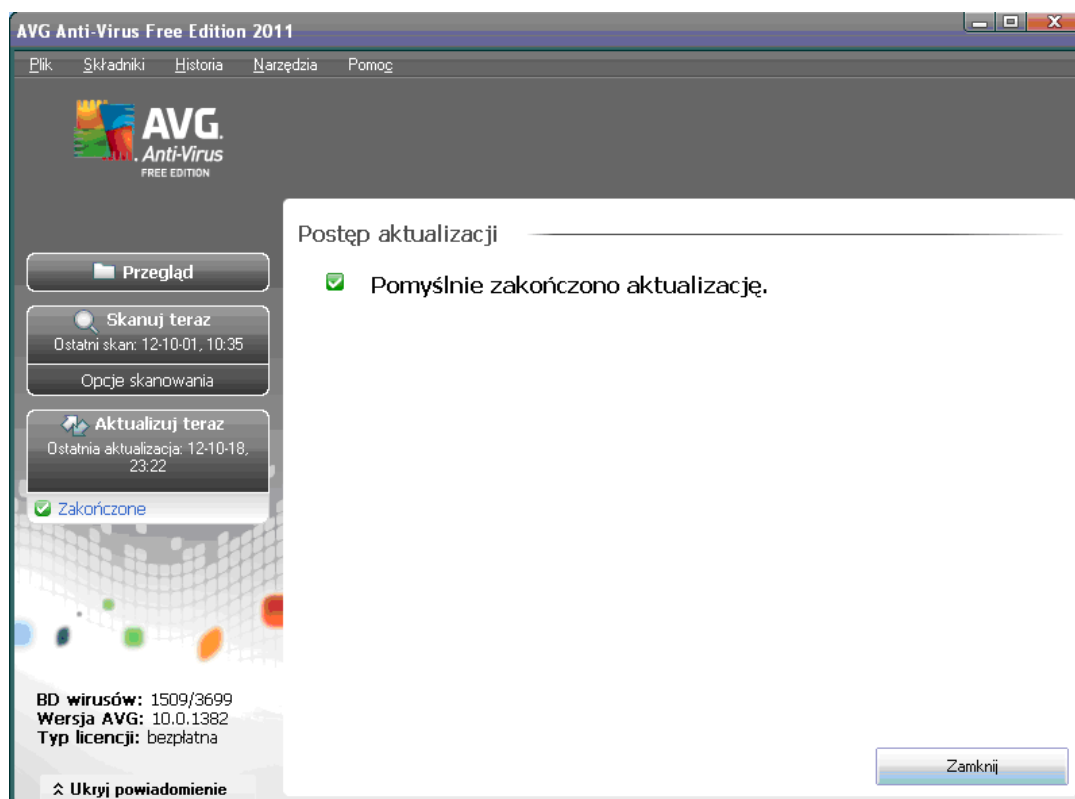 AVG Anti-Virus Free Edition 2011
Plik Składniki Historia Narzędzia Pomoc
AVG.
Anti-Virus
FREE EDITION
Postęp aktualizacji
Pomyślnie zakończono aktualizację.
Przegląd
Skanuj teraz
Ostatni skan: 12-10-01, 10:35
Opcje skanowania
Aktualizuj teraz
Ostatnia aktualizacja: 12-10-18,
23:22
Zakończone
BD wirusów: 1509/3699
Wersja AVG: 10.0.1382
Typ licencji: bezpłatna
Zamknij
Ukryj powiadomienie